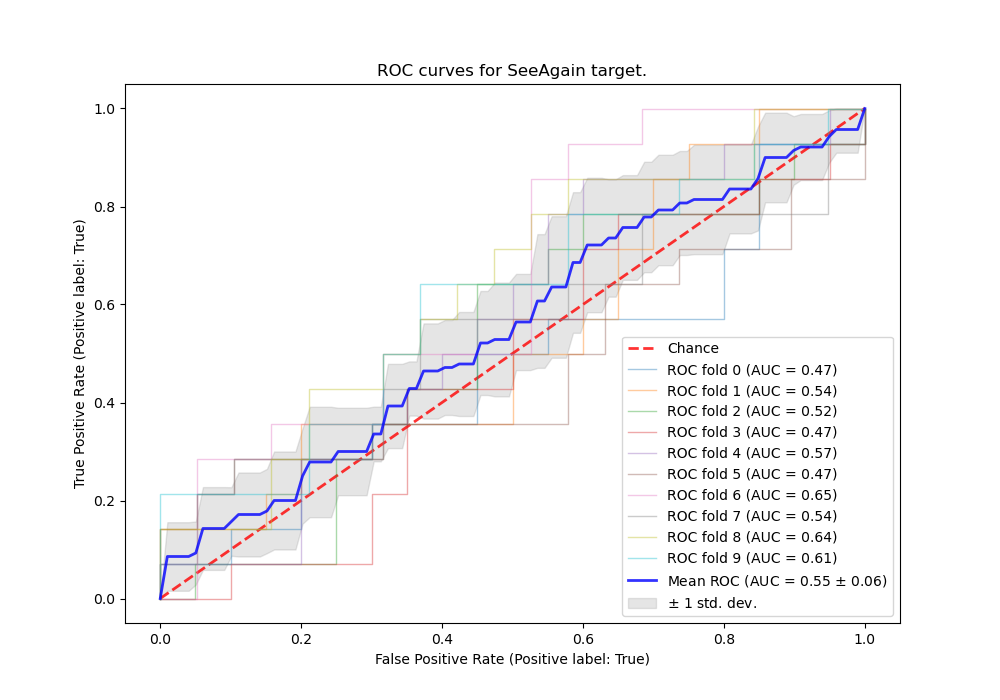 ROC curves for SeeAgain target.
True Positive Rate (Positive label: True)
1.0
0.8
0.6
0.4
0.2
0.0
0.0 0.2 0.4 0.6 0.8 1.0
False Positive Rate (Positive label: True)
Chance
ROC fold 0 (AUC = 0.47)
ROC fold 1 (AUC = 0.54)
ROC fold 2 (AUC = 0.52)
ROC fold 3 (AUC = 0.47)
ROC fold 4 (AUC = 0.57)
ROC fold 5 (AUC = 0.47)
ROC fold 6 (AUC = 0.65)
ROC fold 7 (AUC = 0.54)
ROC fold 8 (AUC = 0.64)
ROC fold 9 (AUC = 0.61)
Mean ROC (AUC = 0.55 ± 0.06)
± 1 std. dev.